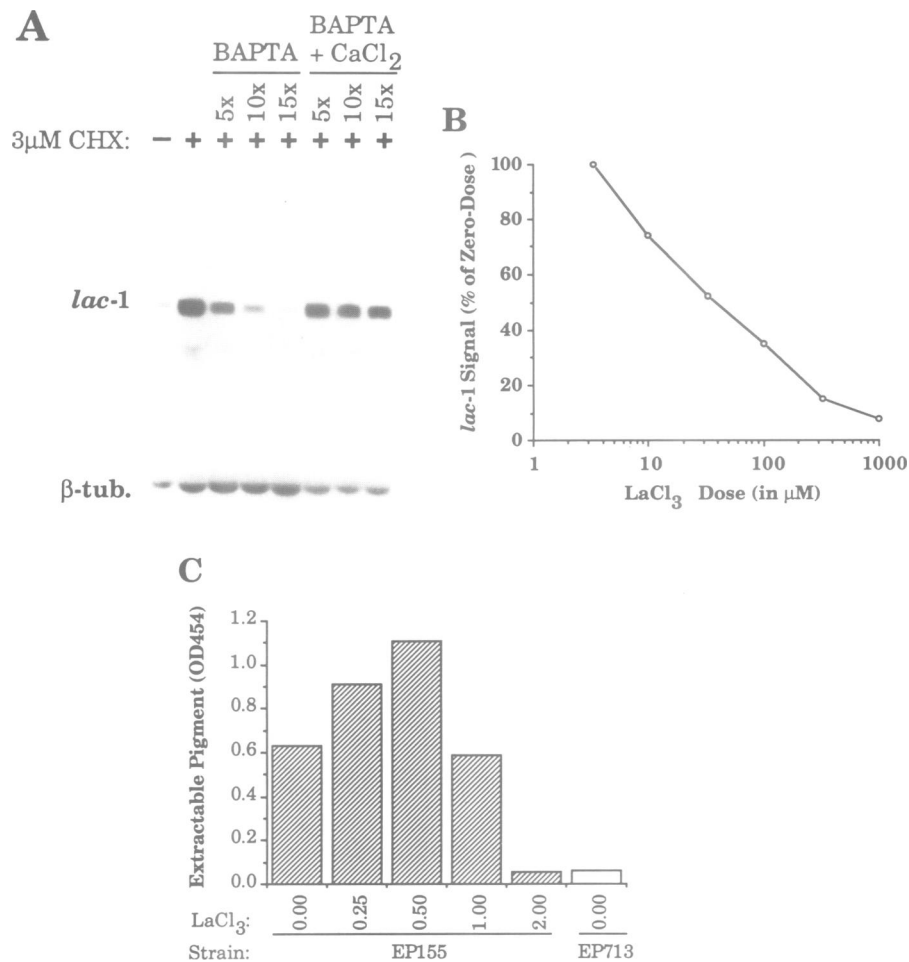 A
BAPTA
BAPTA
+ CaCl2
5x
10x
15x
5x
10x
15x
3μM CHX: − + + + + + + +
lac-1
β-tub.
B
100
80
60
40
20
0
lac-1 Signal (% of Zero-Dose )
1
10
100
1000
LaCl3 Dose (in μM)
C
1.2
1.0
0.8
0.6
0.4
0.2
0.0
Extractable Pigment (OD454)
LaCl3:
0.00
0.25
0.50
1.00
2.00
0.00
Strain:
EP155
EP713